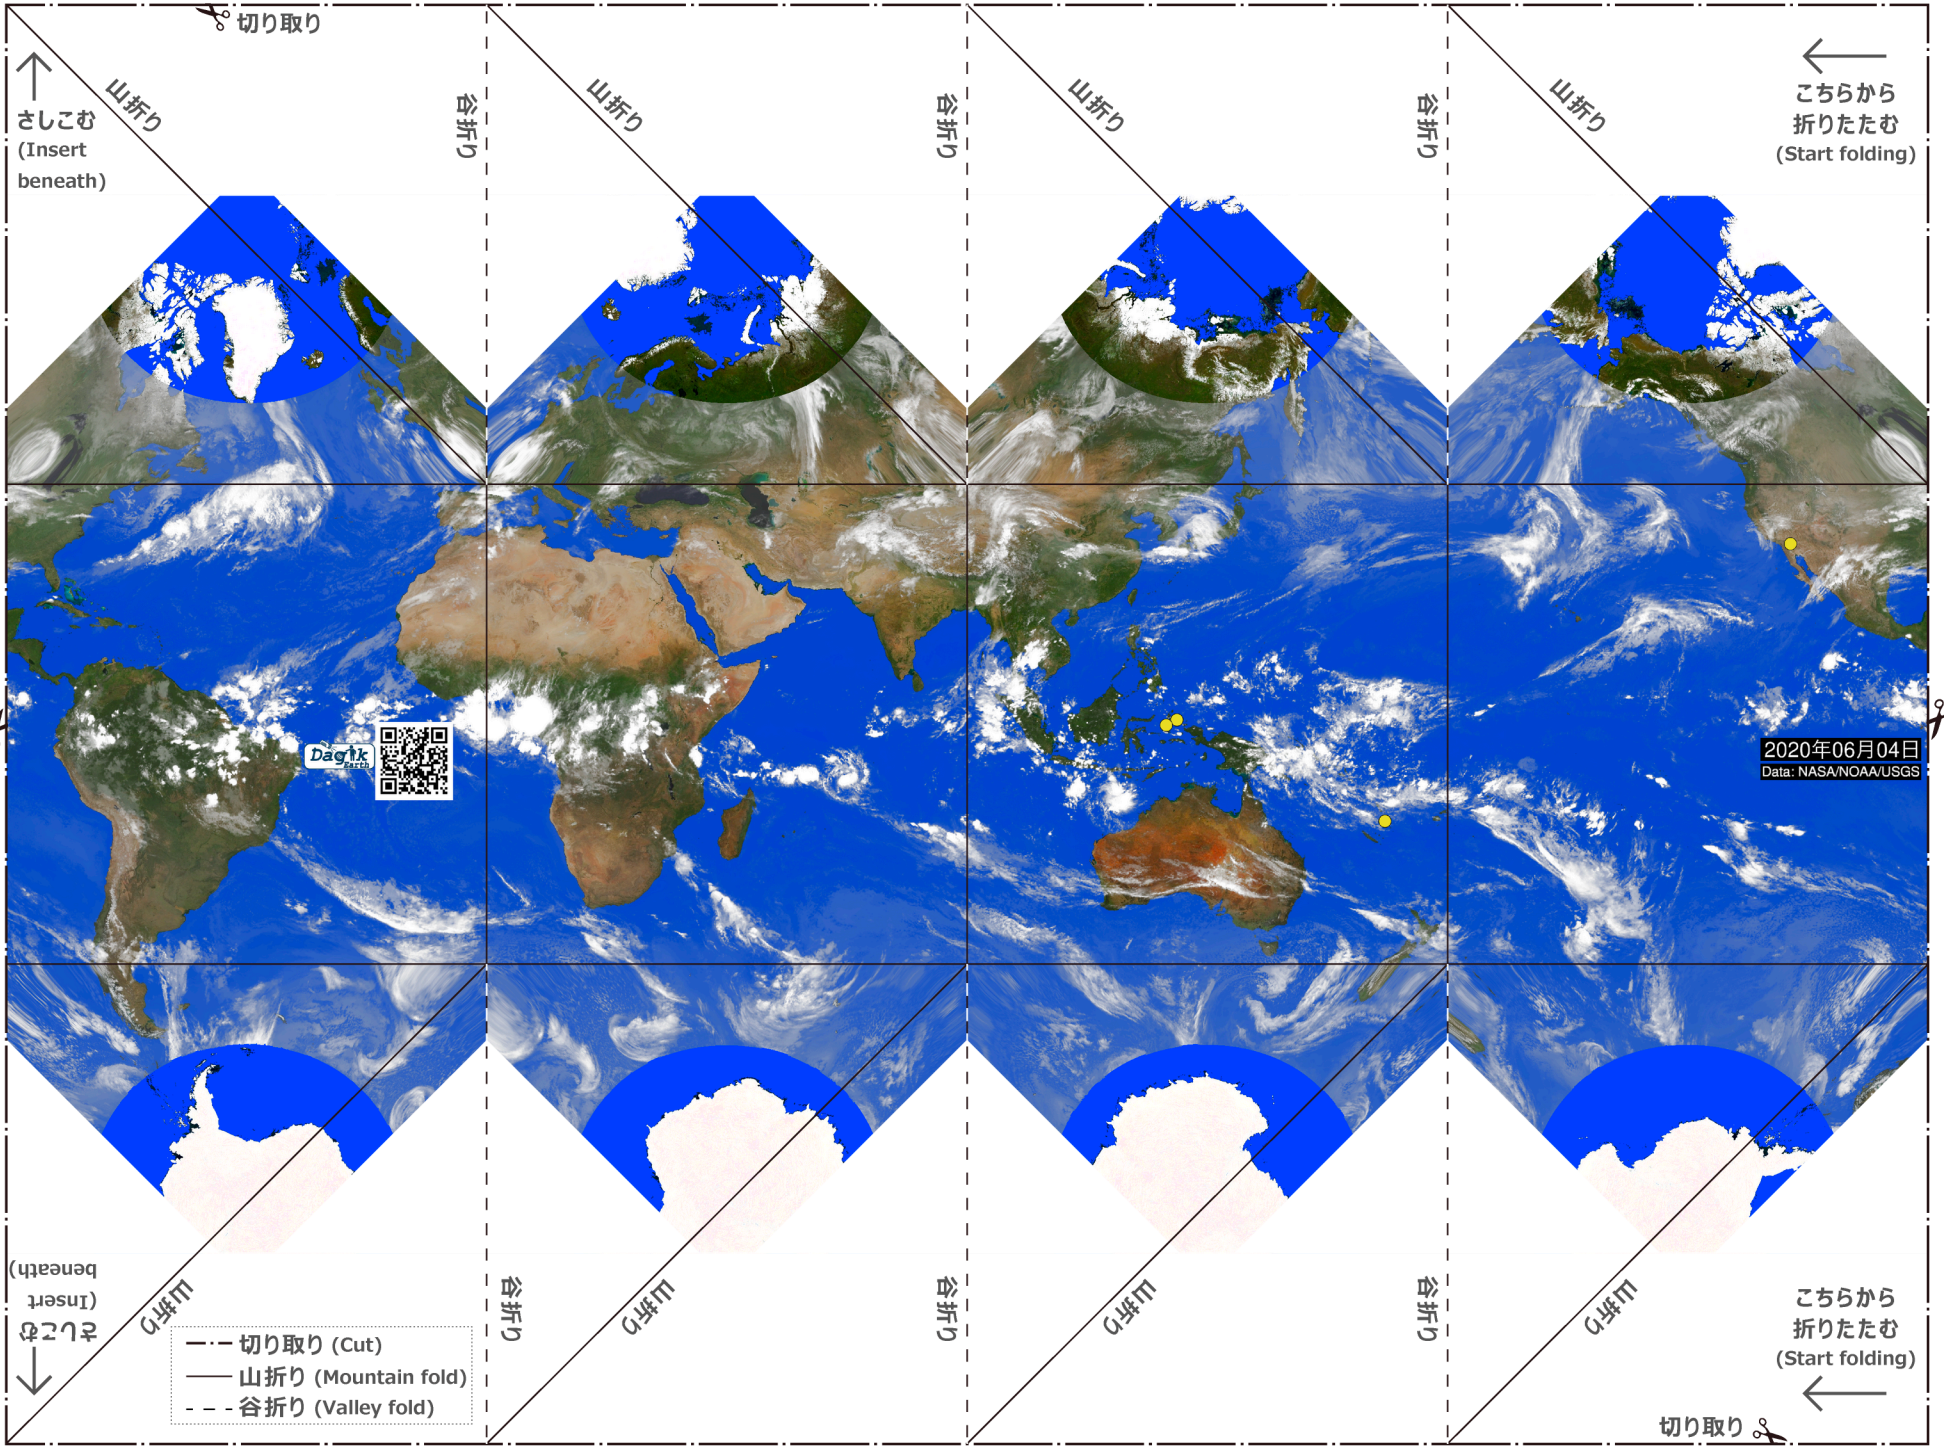 切り取り
さしこむ
(Insert
beneath)
山折り
谷折り
山折り
谷折り
山折り
谷折り
山折り
こちらから
折りたたむ
(Start folding)
Dagik
Earth
2020年06月04日
Data: NASA/NOAA/USGS
さしこむ
(Insert
beneath)
山折り
谷折り
山折り
谷折り
山折り
谷折り
山折り
こちらから
折りたたむ
(Start folding)
切り取り (Cut)
山折り (Mountain fold)
谷折り (Valley fold)
切り取り